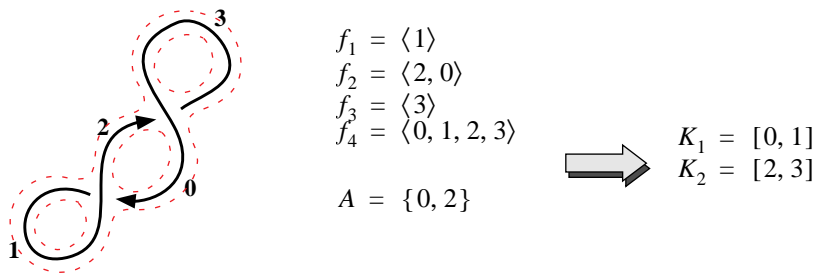 3
2
0
1
f₁ = ⟨1⟩
f₂ = ⟨2, 0⟩
f₃ = ⟨3⟩
f₄ = ⟨0, 1, 2, 3⟩
A = {0, 2}
K₁ = [0, 1]
K₂ = [2, 3]